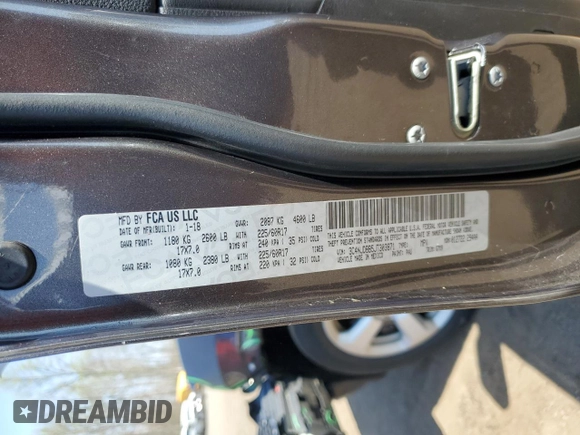 MFD BY FCA US LLC
MFD(BUILT): 1-18 GVWR: 2087 KG 4600 LB
GAWR FRONT: 1180 KG 2600 LB WITH 225/60R17 TIRES
17X7.0 RIMS AT 240 KPA ( 35 PSI) COLD
GAWR REAR: 1080 KG 2380 LB WITH 225/60R17 TIRES
17X7.0 RIMS AT 220 KPA ( 32 PSI) COLD
THIS VEHICLE CONFORMS TO ALL APPLICABLE U.S.A. FEDERAL MOTOR VEHICLE SAFETY AND
THEFT PREVENTION STANDARDS IN EFFECT ON THE DATE OF MFR SHOWN ABOVE.
MADE IN MEXICO
DREAMBID